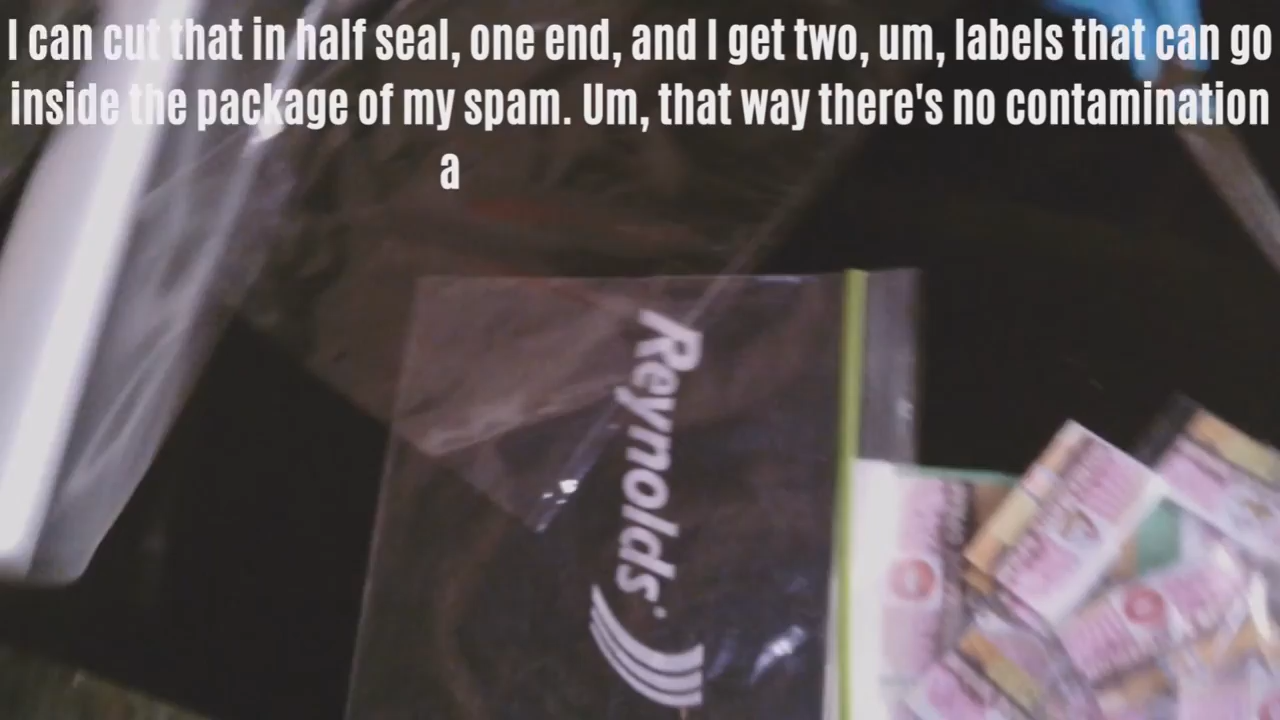 I can cut that in half seal, one end, and I get two, um, labels that can go
inside the package of my spam. Um, that way there's no contamination
a
Reynolds